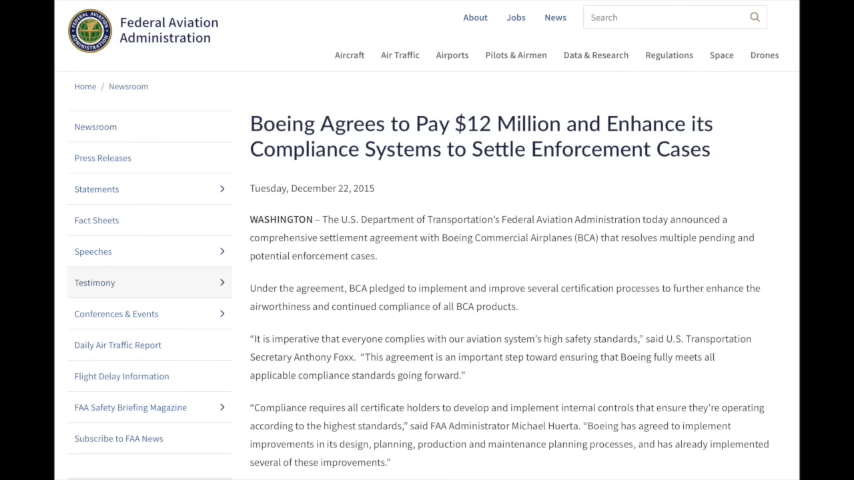 Federal Aviation
Administration
About Jobs News Search
Aircraft Air Traffic Airports Pilots & Airmen Data & Research Regulations Space Drones
Home / Newsroom
Newsroom
Press Releases
Statements
Fact Sheets
Speeches
Testimony
Conferences & Events
Daily Air Traffic Report
Flight Delay Information
FAA Safety Briefing Magazine
Subscribe to FAA News
Boeing Agrees to Pay $12 Million and Enhance its
Compliance Systems to Settle Enforcement Cases
Tuesday, December 22, 2015
WASHINGTON – The U.S. Department of Transportation's Federal Aviation Administration today announced a
comprehensive settlement agreement with Boeing Commercial Airplanes (BCA) that resolves multiple pending and
potential enforcement cases.
Under the agreement, BCA pledged to implement and improve several certification processes to further enhance the
airworthiness and continued compliance of all BCA products.
“It is imperative that everyone complies with our aviation system's high safety standards,” said U.S. Transportation
Secretary Anthony Foxx. “This agreement is an important step toward ensuring that Boeing fully meets all
applicable compliance standards going forward.”
“Compliance requires all certificate holders to develop and implement internal controls that ensure they're operating
according to the highest standards,” said FAA Administrator Michael Huerta. “Boeing has agreed to implement
improvements in its design, planning, production and maintenance planning processes, and has already implemented
several of these improvements.”